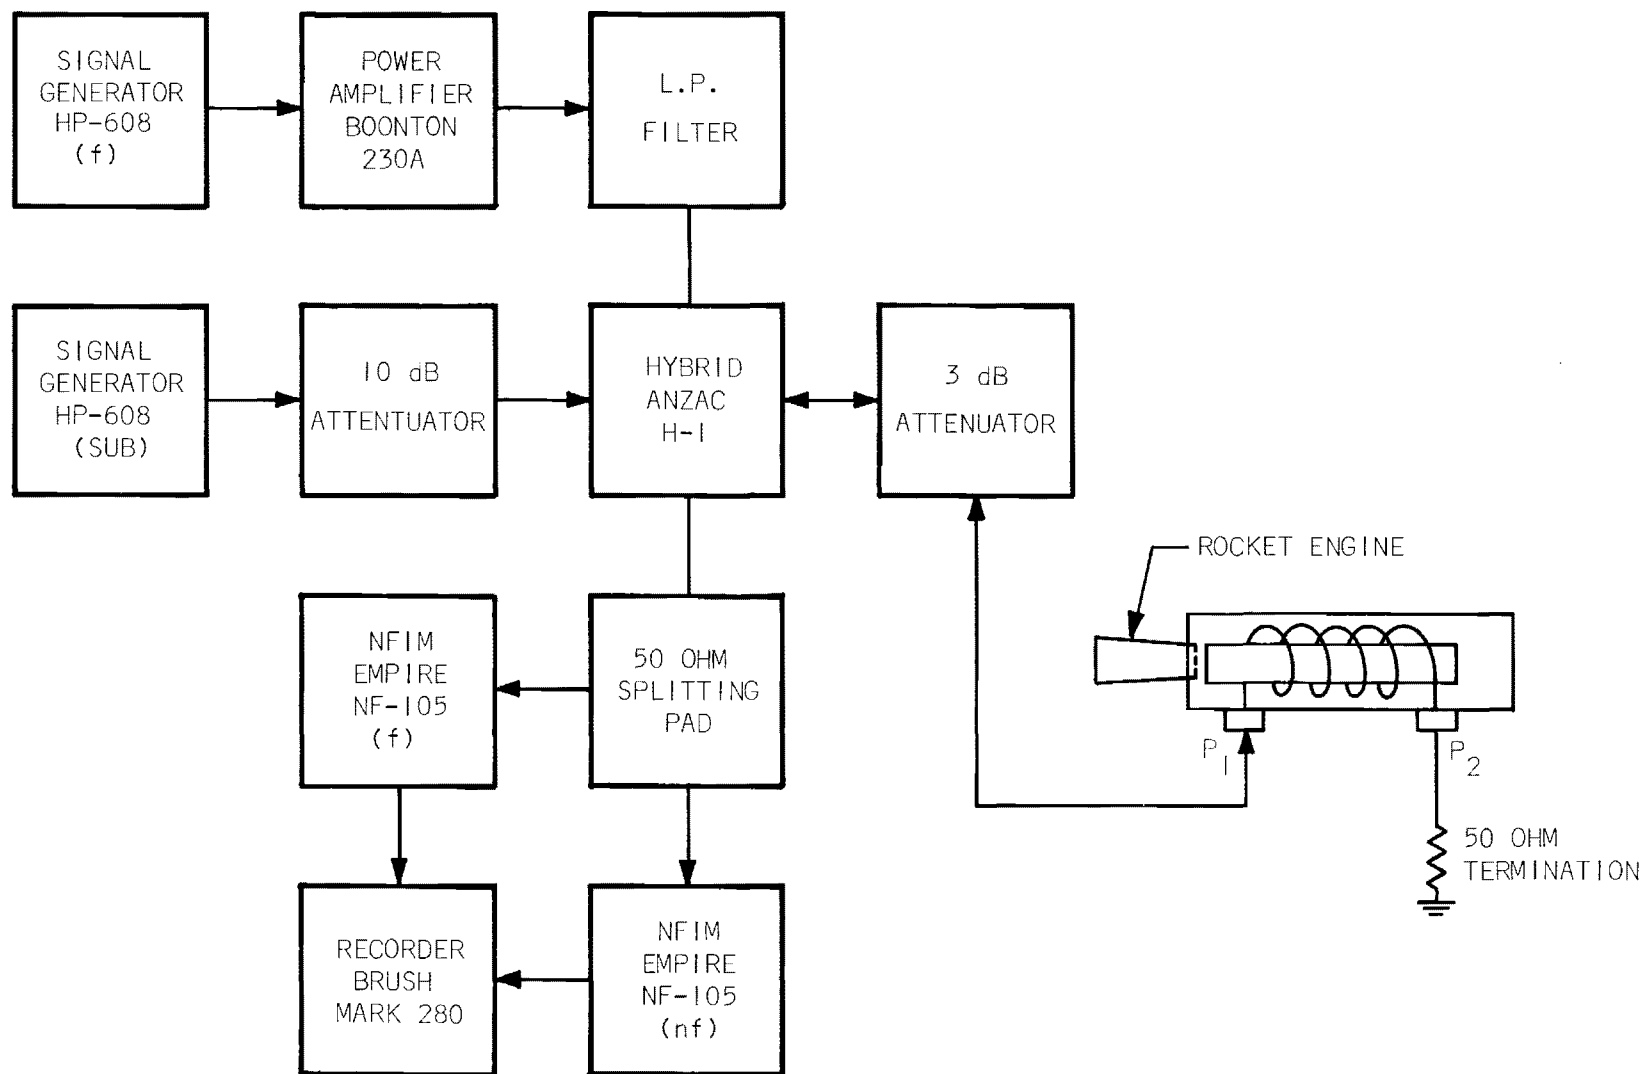 SIGNAL
GENERATOR
HP-608
(f)
POWER
AMPLIFIER
BOONTON
230A
L.P.
FILTER
SIGNAL
GENERATOR
HP-608
(SUB)
10 dB
ATTENTUATOR
HYBRID
ANZAC
H-1
3 dB
ATTENUATOR
ROCKET ENGINE
NFIM
EMPIRE
NF-105
(f)
50 OHM
SPLITTING
PAD
P1
P2
50 OHM
TERMINATION
RECORDER
BRUSH
MARK 280
NFIM
EMPIRE
NF-105
(nf)